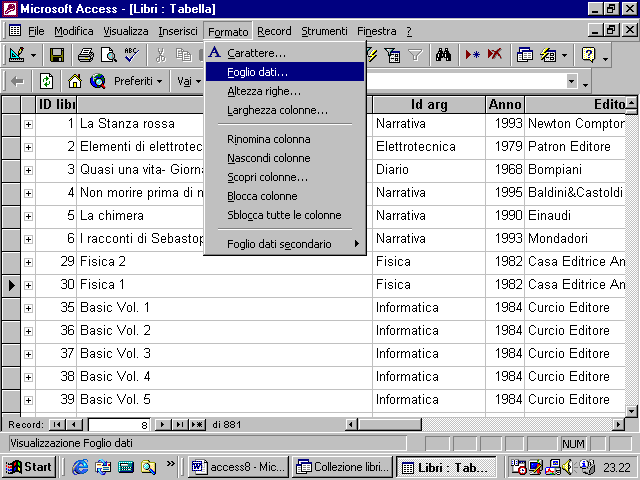 Microsoft Access - [Libri : Tabella]
File Modifica Visualizza Inserisci Formato Record Strumenti Finestra ?
Preferiti Vai
Carattere...
Foglio dati...
Altezza righe...
Larghezza colonne...
Rinomina colonna
Nascondi colonne
Scopri colonne...
Blocca colonne
Sblocca tutte le colonne
Foglio dati secondario
ID libr Id arg Anno Edito
1 La Stanza rossa Narrativa 1993 Newton Compton
2 Elementi di elettrotec Elettrotecnica 1979 Patron Editore
3 Quasi una vita- Giorna Diario 1968 Bompiani
4 Non morire prima di m Narrativa 1995 Baldini&Castoldi
5 La chimera Narrativa 1990 Einaudi
6 I racconti di Sebastop Narrativa 1993 Mondadori
29 Fisica 2 Fisica 1982 Casa Editrice Am
30 Fisica 1 Fisica 1982 Casa Editrice Am
35 Basic Vol. 1 Informatica 1984 Curcio Editore
36 Basic Vol. 2 Informatica 1984 Curcio Editore
37 Basic Vol. 3 Informatica 1984 Curcio Editore
38 Basic Vol. 4 Informatica 1984 Curcio Editore
39 Basic Vol. 5 Informatica 1984 Curcio Editore
Record: 8 di 881
Visualizzazione Foglio dati NUM
Start access8 - Mic... Collezione libri... Libri : Tab... 23.22